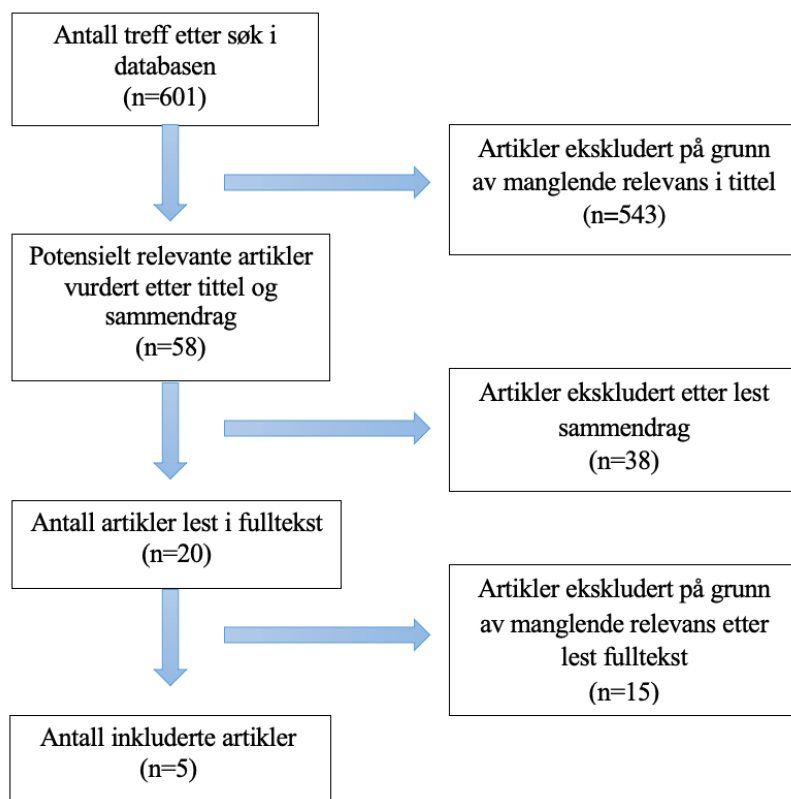 Antall treff etter søk i
databasen
(n=601)
Artikler ekskludert på grunn
av manglende relevans i tittel
(n=543)
Potensielt relevante artikler
vurdert etter tittel og
sammendrag
(n=58)
Artikler ekskludert etter lest
sammendrag
(n=38)
Antall artikler lest i fulltekst
(n=20)
Artikler ekskludert på grunn
av manglende relevans etter
lest fulltekst
(n=15)
Antall inkluderte artikler
(n=5)